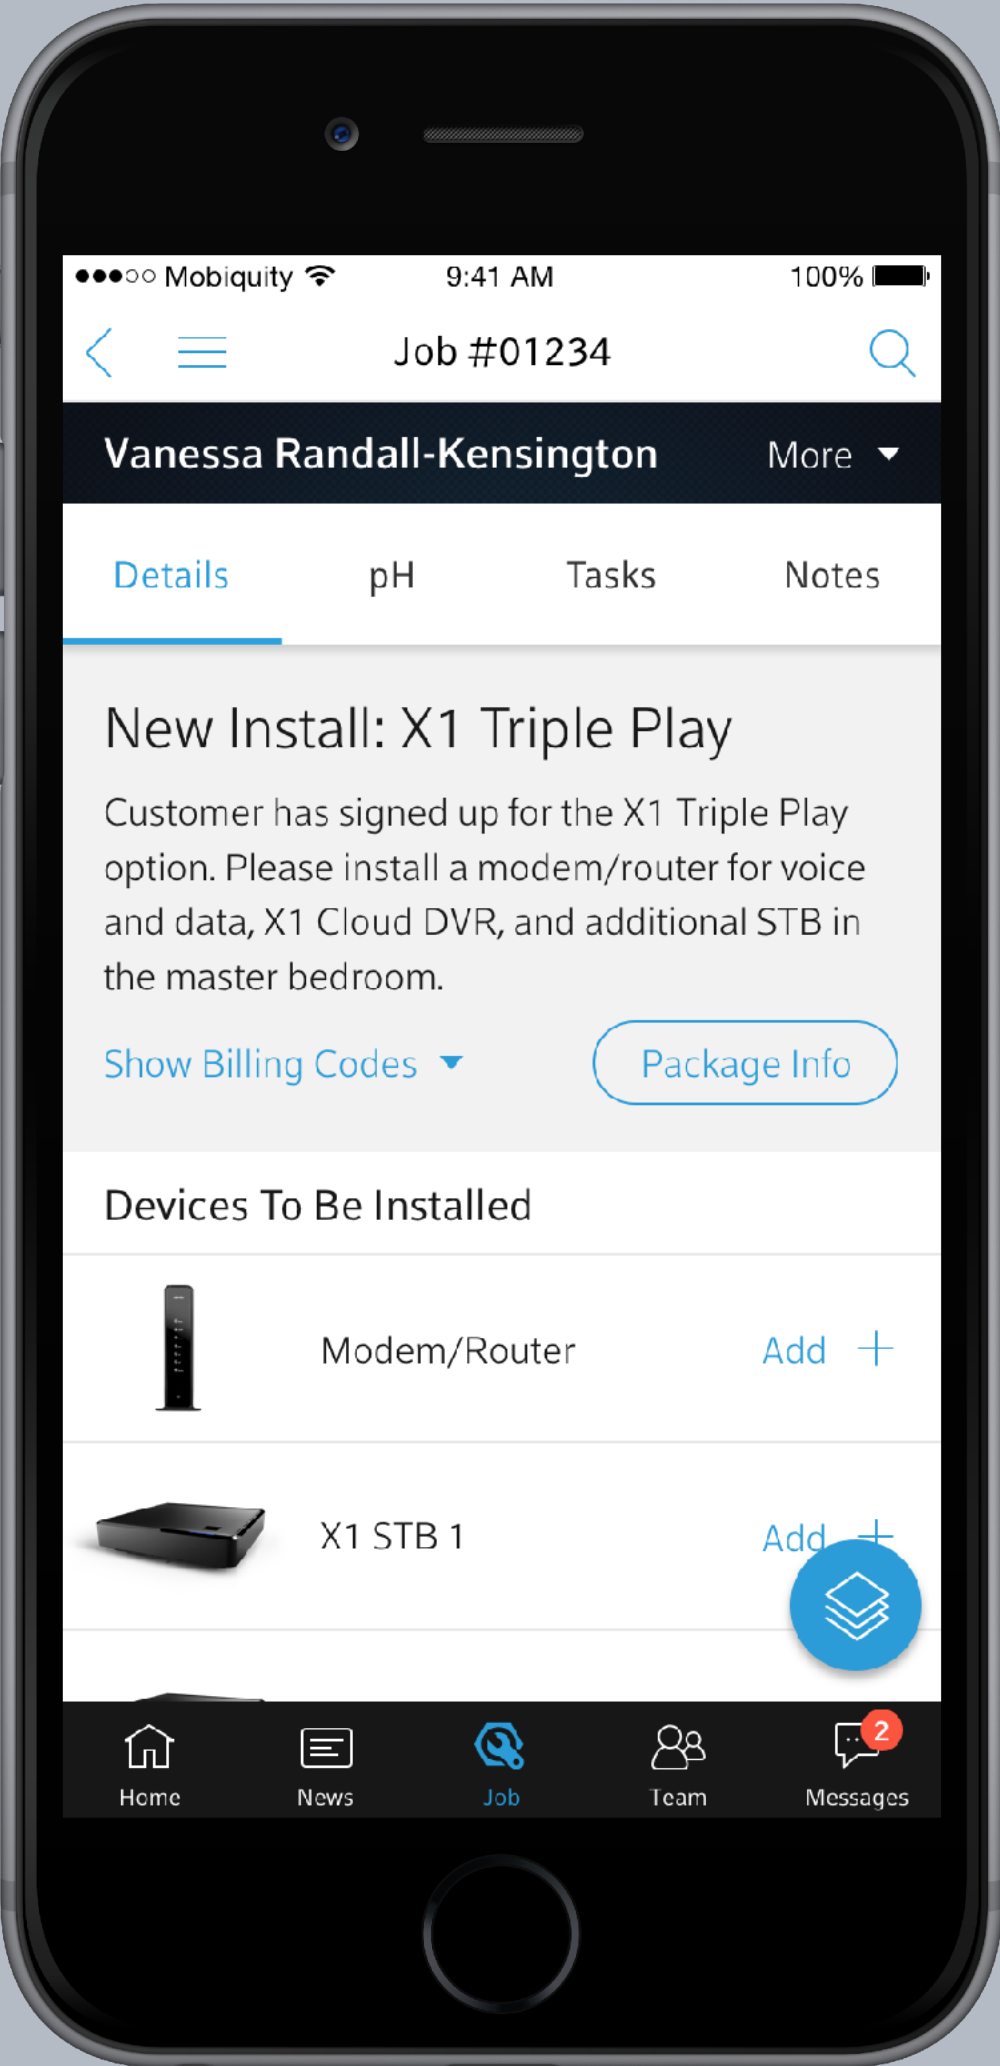 Mobiquity 9:41 AM 100%
Job #01234
Vanessa Randall-Kensington More
Details pH Tasks Notes
New Install: X1 Triple Play
Customer has signed up for the X1 Triple Play
option. Please install a modem/router for voice
and data, X1 Cloud DVR, and additional STB in
the master bedroom.
Show Billing Codes Package Info
Devices To Be Installed
Modem/Router Add
X1 STB 1 Add
2
Home News Job Team Messages